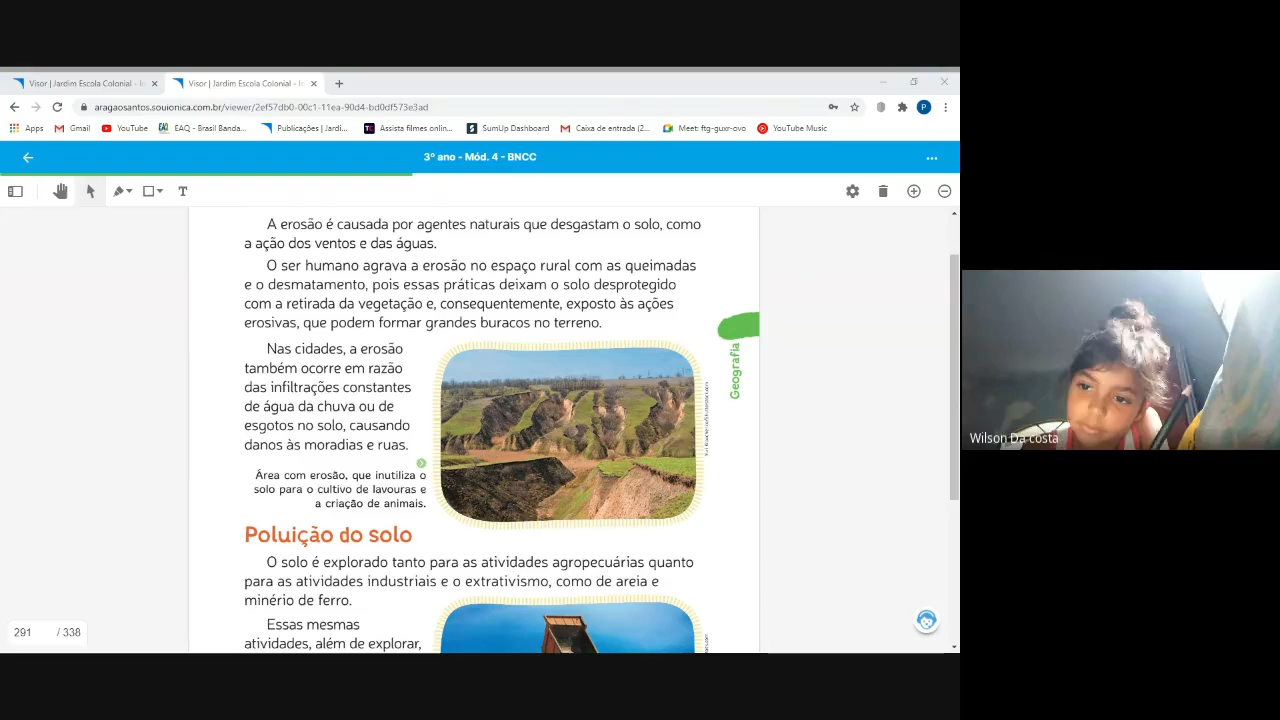 Visor | Jardim Escola Colonial - Io
Visor | Jardim Escola Colonial - Io
aragaosantos.souionica.com.br/viewer/2ef57db0-00c1-11ea-90d4-bd0df573e3ad
P
Apps
Gmail
YouTube
EAQ - Brasil Banda...
Publicações | Jardi...
Assista filmes onlin...
SumUp Dashboard
Caixa de entrada (2...
Meet: ftg-guxr-ovo
YouTube Music
3º ano - Mód. 4 - BNCC
T
A erosão é causada por agentes naturais que desgastam o solo, como
a ação dos ventos e das águas.
O ser humano agrava a erosão no espaço rural com as queimadas
e o desmatamento, pois essas práticas deixam o solo desprotegido
com a retirada da vegetação e, consequentemente, exposto às ações
erosivas, que podem formar grandes buracos no terreno.
Nas cidades, a erosão
também ocorre em razão
das infiltrações constantes
de água da chuva ou de
esgotos no solo, causando
danos às moradias e ruas.
Área com erosão, que inutiliza o
solo para o cultivo de lavouras e
a criação de animais.
Geografia
Poluição do solo
O solo é explorado tanto para as atividades agropecuárias quanto
para as atividades industriais e o extrativismo, como de areia e
minério de ferro.
Essas mesmas
atividades, além de explorar,
291 / 338
Wilson Da costa